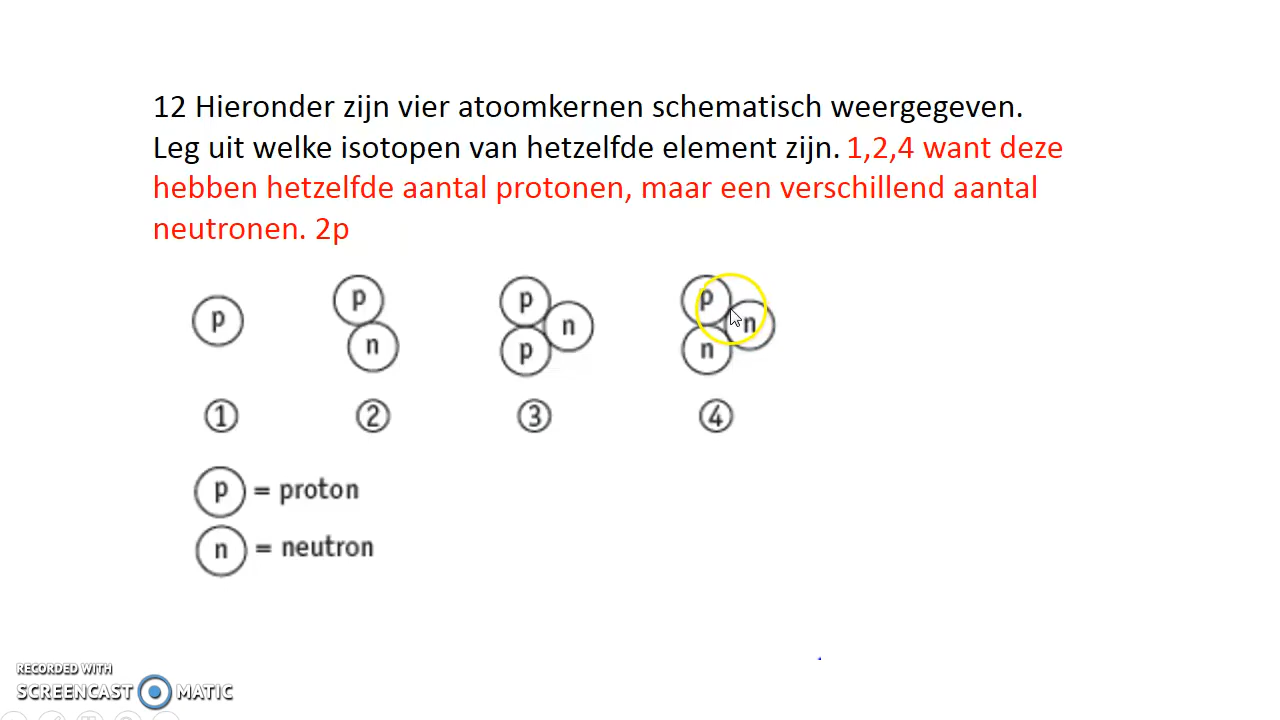 12 Hieronder zijn vier atoomkernen schematisch weergegeven.
Leg uit welke isotopen van hetzelfde element zijn. 1,2,4 want deze
hebben hetzelfde aantal protonen, maar een verschillend aantal
neutronen. 2p
p p n p p n p n n
① ② ③ ④
p = proton
n = neutron
RECORDED WITH
SCREENCAST MATIC